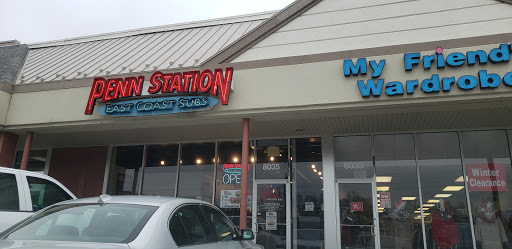 PENN STATION
EAST COAST SUBS
My Friend
Wardrobe
8035
OPEN
Winter
Clearance